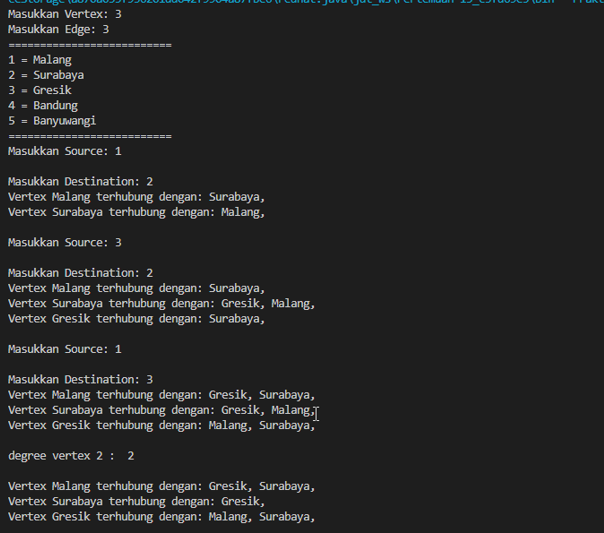 Masukkan Vertex: 3
Masukkan Edge: 3
==========================
1 = Malang
2 = Surabaya
3 = Gresik
4 = Bandung
5 = Banyuwangi
==========================
Masukkan Source: 1
Masukkan Destination: 2
Vertex Malang terhubung dengan: Surabaya,
Vertex Surabaya terhubung dengan: Malang,
Masukkan Source: 3
Masukkan Destination: 2
Vertex Malang terhubung dengan: Surabaya,
Vertex Surabaya terhubung dengan: Gresik, Malang,
Vertex Gresik terhubung dengan: Surabaya,
Masukkan Source: 1
Masukkan Destination: 3
Vertex Malang terhubung dengan: Gresik, Surabaya,
Vertex Surabaya terhubung dengan: Gresik, Malang,
Vertex Gresik terhubung dengan: Malang, Surabaya,
degree vertex 2 :  2
Vertex Malang terhubung dengan: Gresik, Surabaya,
Vertex Surabaya terhubung dengan: Gresik,
Vertex Gresik terhubung dengan: Malang, Surabaya,